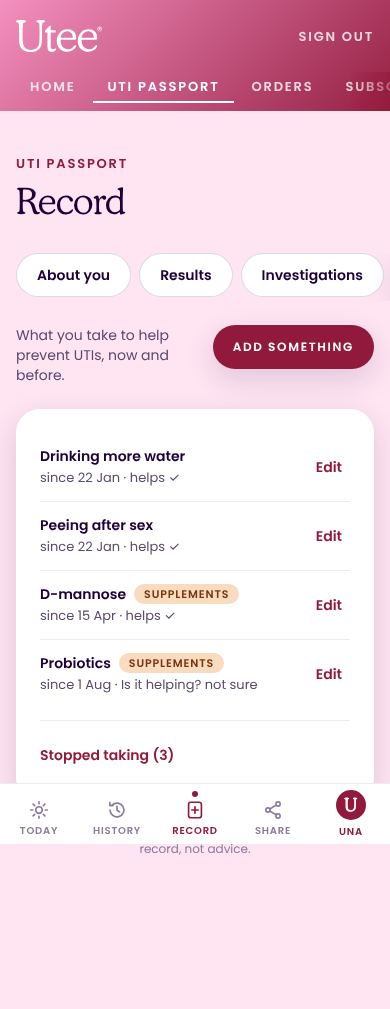 Utee®
SIGN OUT
HOME UTI PASSPORT ORDERS SUBSC
UTI PASSPORT
Record
About you Results Investigations
What you take to help
prevent UTIs, now and
before.
ADD SOMETHING
Drinking more water
since 22 Jan · helps ✓
Edit
Peeing after sex
since 22 Jan · helps ✓
Edit
D-mannose SUPPLEMENTS
since 15 Apr · helps ✓
Edit
Probiotics SUPPLEMENTS
since 1 Aug · Is it helping? not sure
Edit
Stopped taking (3)
TODAY HISTORY RECORD SHARE U UNA
record, not advice.